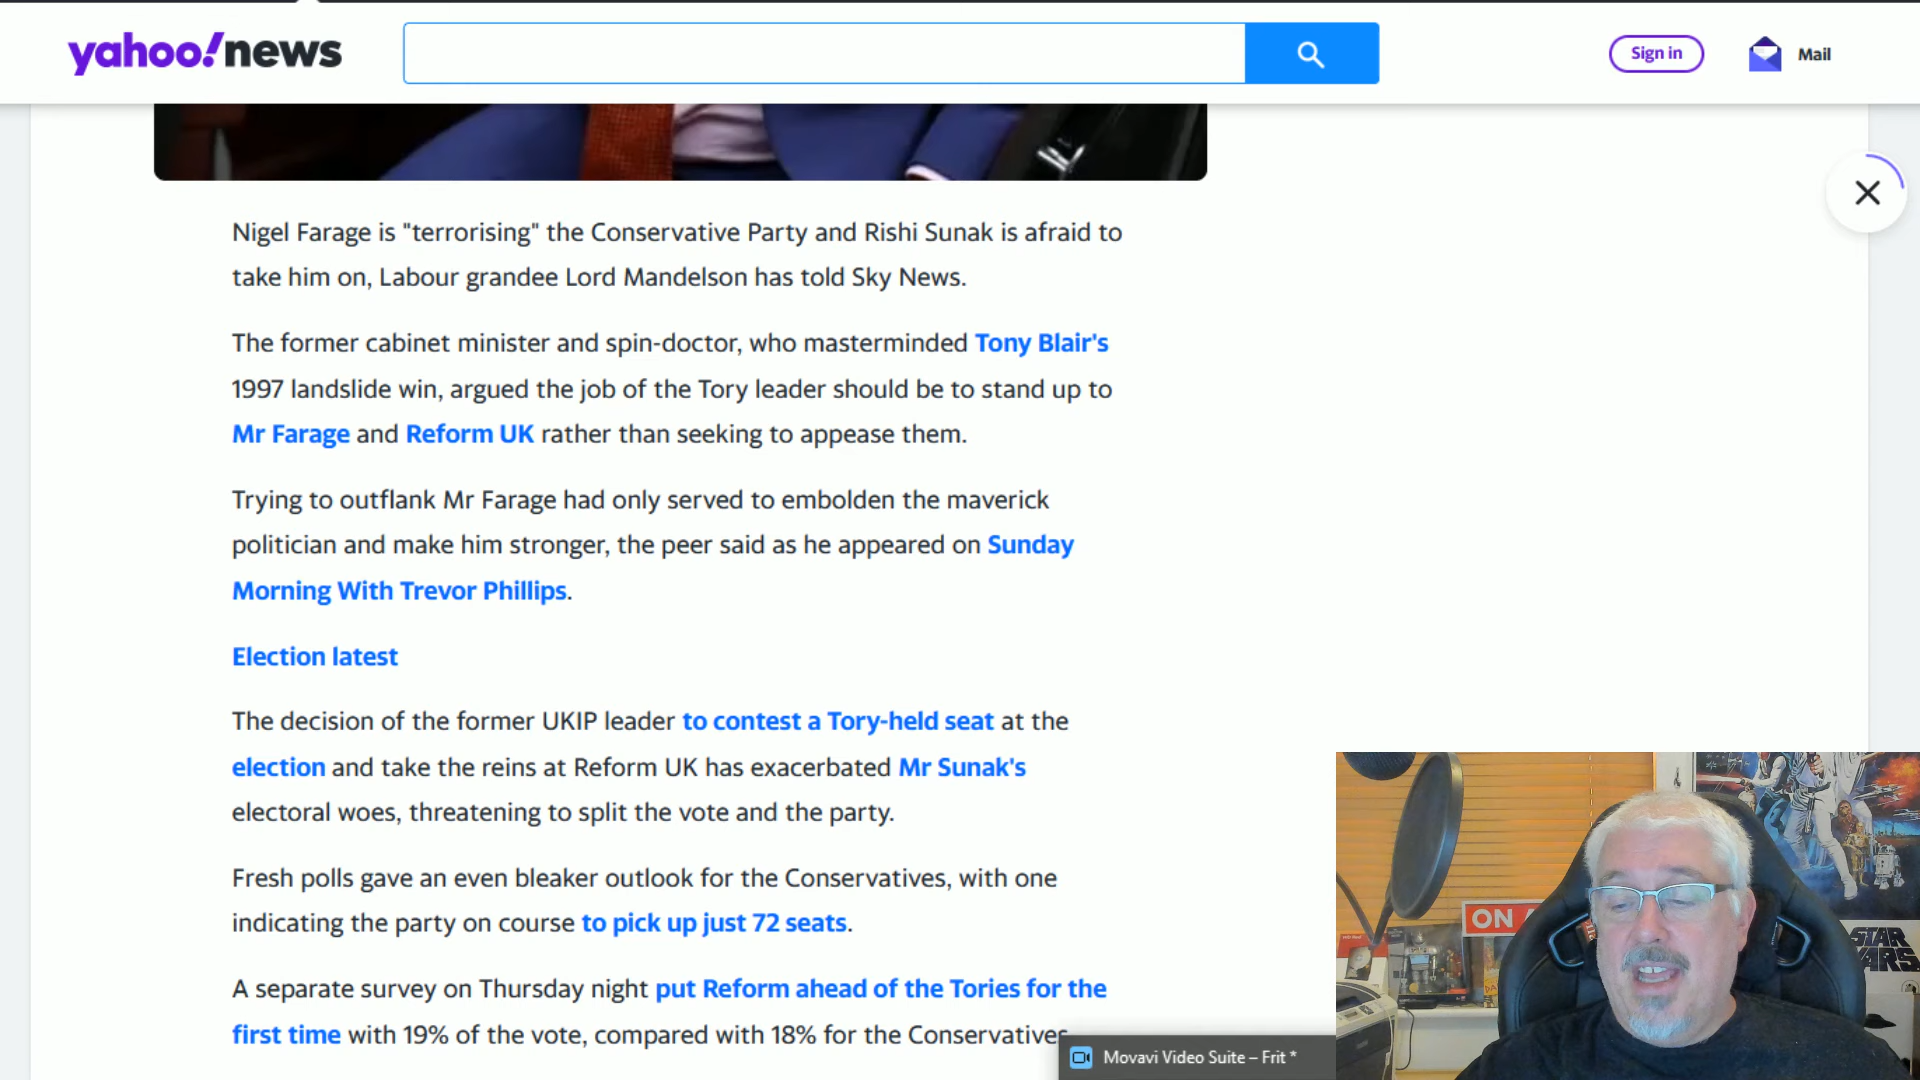 yahoo!news
Sign in
Mail
Nigel Farage is "terrorising" the Conservative Party and Rishi Sunak is afraid to
take him on, Labour grandee Lord Mandelson has told Sky News.
The former cabinet minister and spin-doctor, who masterminded Tony Blair's
1997 landslide win, argued the job of the Tory leader should be to stand up to
Mr Farage and Reform UK rather than seeking to appease them.
Trying to outflank Mr Farage had only served to embolden the maverick
politician and make him stronger, the peer said as he appeared on Sunday
Morning With Trevor Phillips.
Election latest
The decision of the former UKIP leader to contest a Tory-held seat at the
election and take the reins at Reform UK has exacerbated Mr Sunak's
electoral woes, threatening to split the vote and the party.
Fresh polls gave an even bleaker outlook for the Conservatives, with one
indicating the party on course to pick up just 72 seats.
A separate survey on Thursday night put Reform ahead of the Tories for the
first time with 19% of the vote, compared with 18% for the Conservatives
ON
STAR
WARS
Movavi Video Suite – Frit *